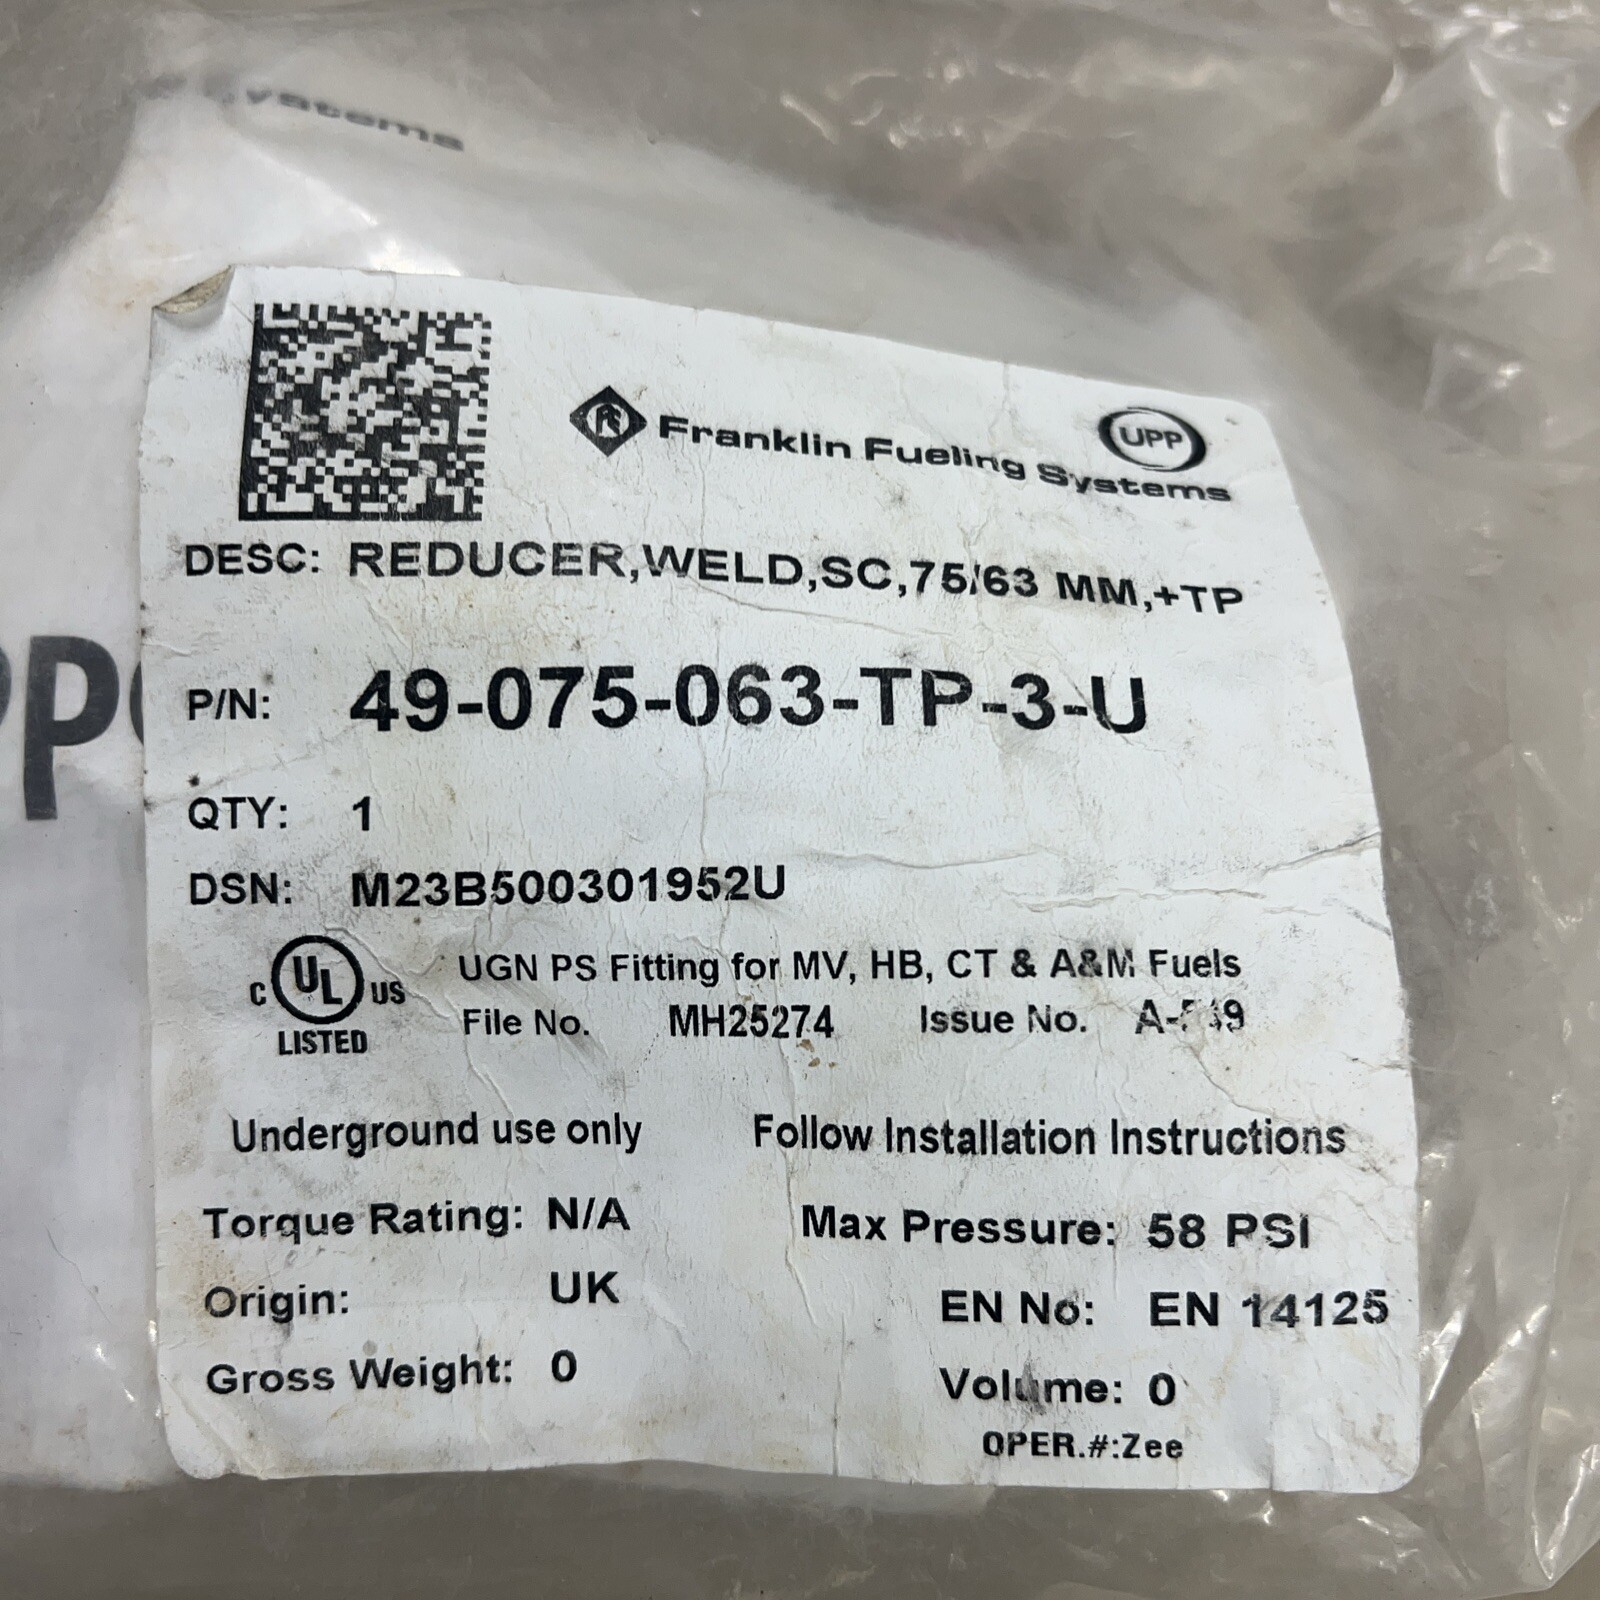 ystems
Franklin Fueling Systems
UPP
DESC: REDUCER,WELD,SC,75/63 MM,+TP
P/N: 49-075-063-TP-3-U
QTY: 1
DSN: M23B500301952U
C UL US
LISTED
UGN PS Fitting for MV, HB, CT & A&M Fuels
File No. MH25274 Issue No.
Underground use only Follow Installation Instructions
Torque Rating: N/A Max Pressure: 58 PSI
Origin: UK EN No: EN 14125
Gross Weight: 0 Volume: 0
OPER.#:Zee